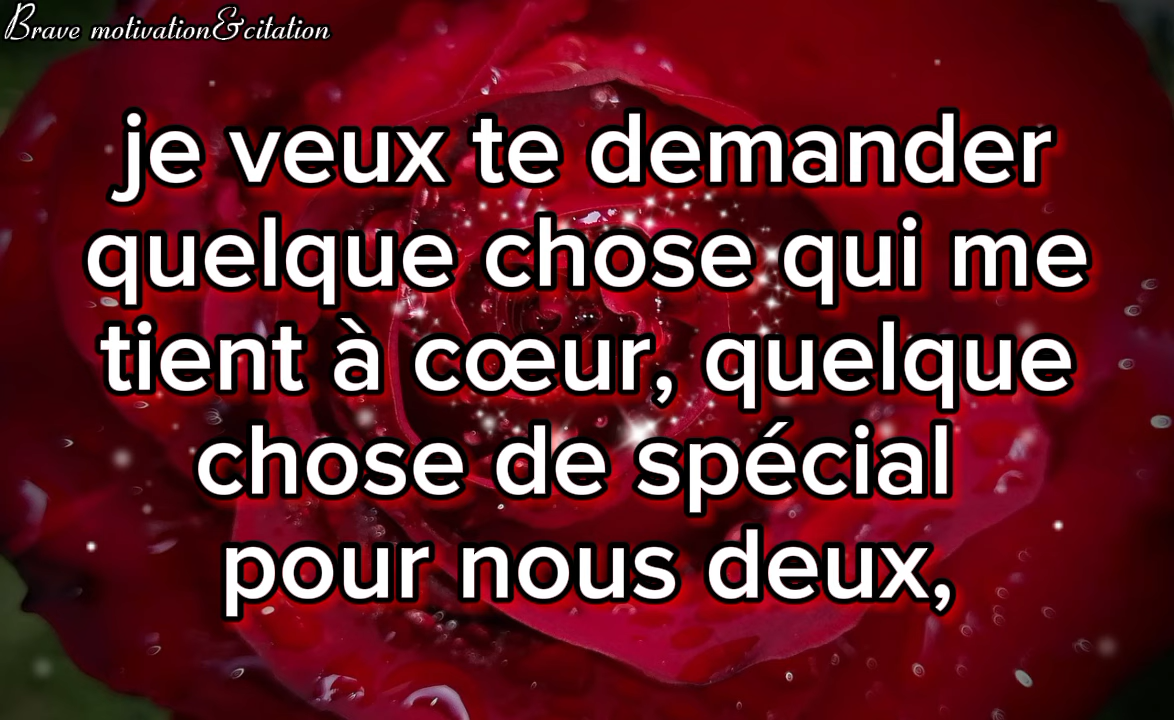 Brave motivation&citation
je veux te demander
quelque chose qui me
tient à cœur, quelque
chose de spécial
pour nous deux,